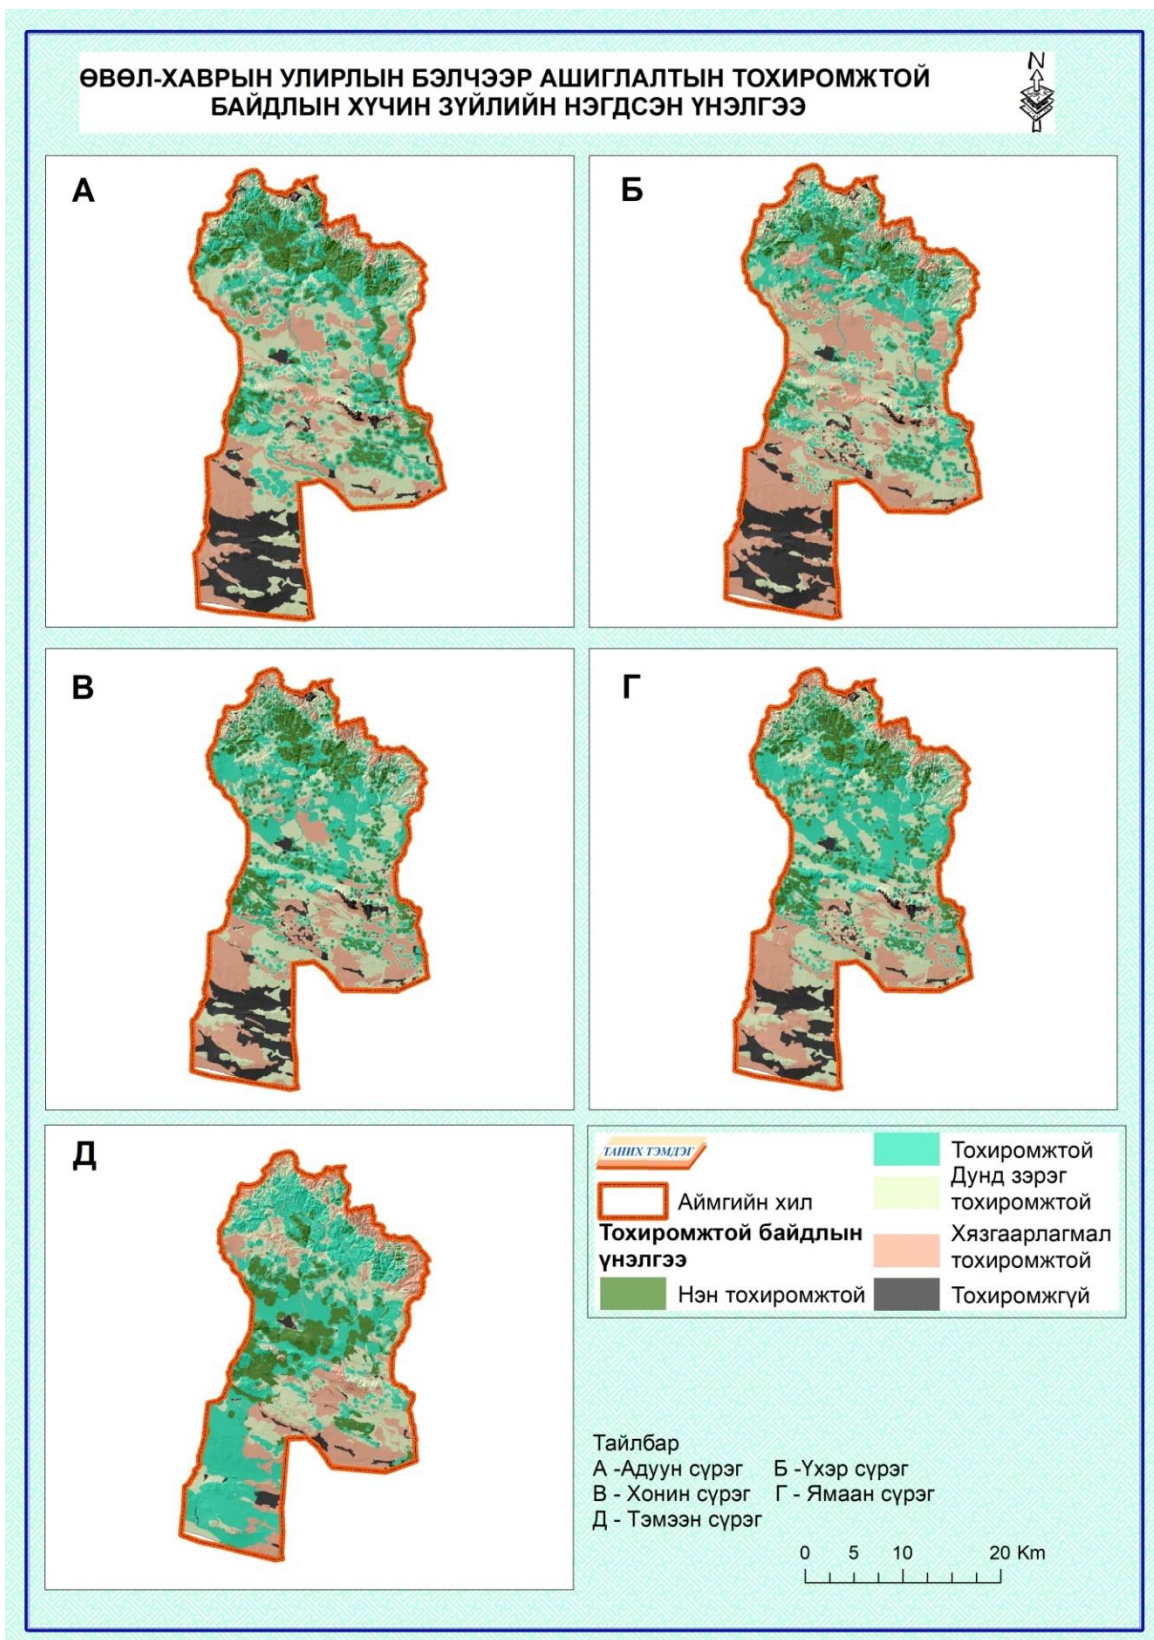 ӨВӨЛ-ХАВРЫН УЛИРЛЫН БЭЛЧЭЭР АШИГЛАЛТЫН ТОХИРОМЖТОЙ
БАЙДЛЫН ХҮЧИН ЗҮЙЛИЙН НЭГДСЭН ҮНЭЛГЭЭ
N
А
Б
В
Г
Д
ТАНИХ ТЭМДЭГ
Аймгийн хил
Тохиромжтой байдлын
үнэлгээ
Нэн тохиромжтой
Тохиромжтой
Дунд зэрэг
тохиромжтой
Хязгаарлагмал
тохиромжтой
Тохиромжгүй
Тайлбар
А -Адуун сүрэг Б -Үхэр сүрэг
В - Хонин сүрэг Г - Ямаан сүрэг
Д - Тэмээн сүрэг
0 5 10 20 Km